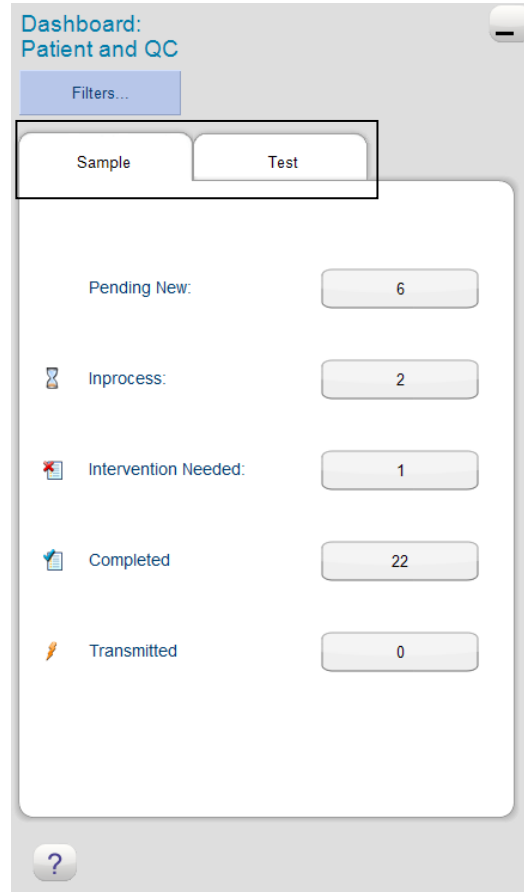 Dashboard:
Patient and QC
Filters...
Sample Test
Pending New: 6
Inprocess: 2
Intervention Needed: 1
Completed 22
Transmitted 0
?